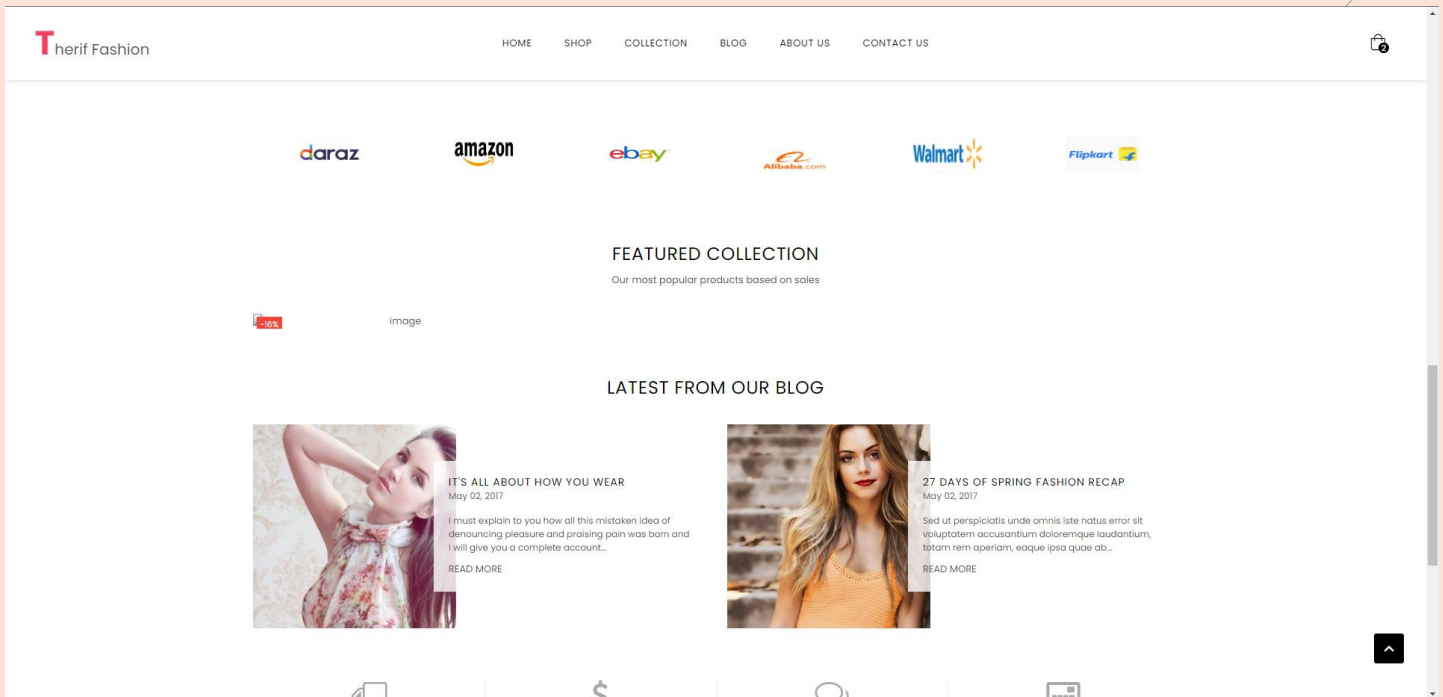 Therif Fashion
HOME SHOP COLLECTION BLOG ABOUT US CONTACT US
2
daraz amazon ebay Alibaba.com Walmart Flipkart
FEATURED COLLECTION
Our most popular products based on sales
-16% image
LATEST FROM OUR BLOG
IT'S ALL ABOUT HOW YOU WEAR
May 02, 2017
I must explain to you how all this mistaken idea of
denouncing pleasure and praising pain was born and
I will give you a complete account...
READ MORE
27 DAYS OF SPRING FASHION RECAP
May 02, 2017
Sed ut perspiciatis unde omnis iste natus error sit
voluptatem accusantium doloremque laudantium,
totam rem aperiam, eaque ipsa quae ab...
READ MORE